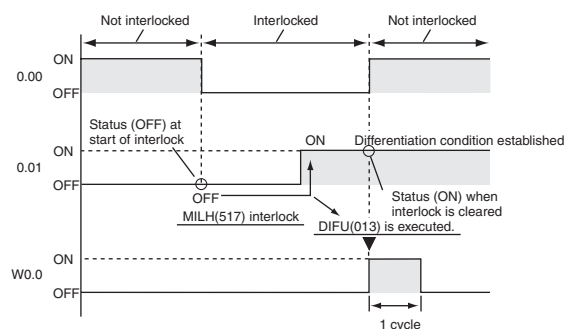 Not interlocked
Interlocked
Not interlocked
ON
0.00
OFF
Status (OFF) at
start of interlock
ON
Differentiation condition established
ON
0.01
OFF
OFF
MILH(517) interlock
Status (ON) when
interlock is cleared
DIFU(013) is executed.
ON
W0.0
OFF
1 cycle